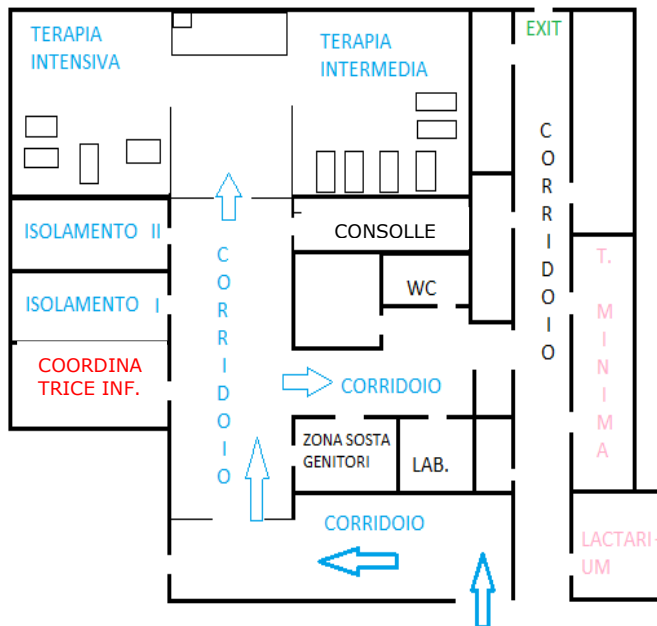 TERAPIA
INTENSIVA
TERAPIA
INTERMEDIA
EXIT
CORRIDOIO
ISOLAMENTO II
CONSOLLE
ISOLAMENTO I
WC
CORRIDOIO
T. MINIMA
COORDINA
TRICE INF.
CORRIDOIO
ZONA SOSTA
GENITORI
LAB.
CORRIDOIO
LACTARI-
UM